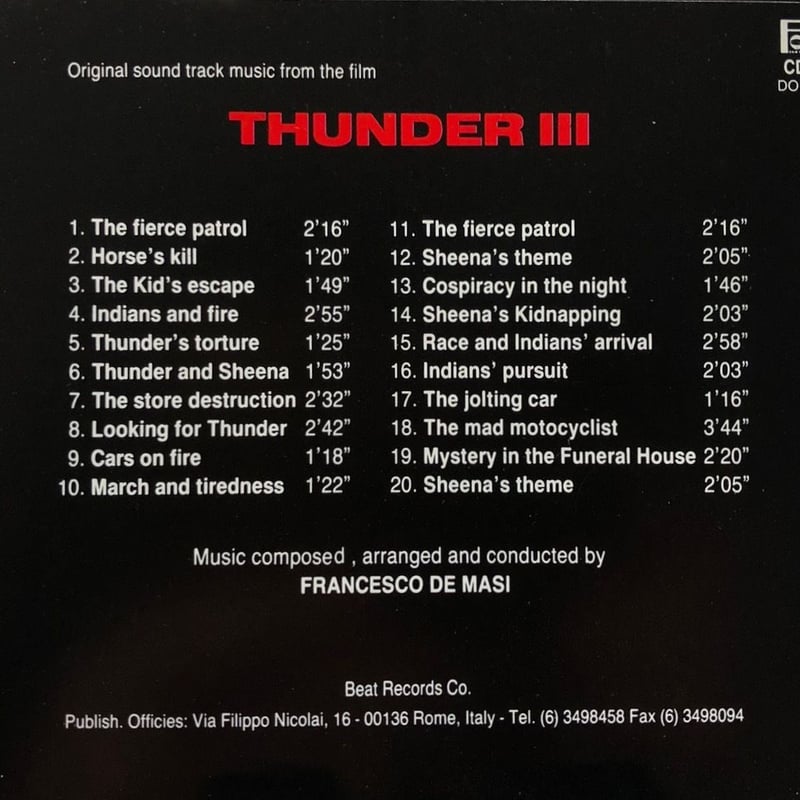 Original sound track music from the film
CD
DO
THUNDER III
1. The fierce patrol 2'16"
2. Horse's kill 1'20"
3. The Kid's escape 1'49"
4. Indians and fire 2'55"
5. Thunder's torture 1'25"
6. Thunder and Sheena 1'53"
7. The store destruction 2'32"
8. Looking for Thunder 2'42"
9. Cars on fire 1'18"
10. March and tiredness 1'22"
11. The fierce patrol 2'16"
12. Sheena's theme 2'05"
13. Cospiracy in the night 1'46"
14. Sheena's Kidnapping 2'03"
15. Race and Indians' arrival 2'58"
16. Indians' pursuit 2'03"
17. The jolting car 1'16"
18. The mad motocyclist 3'44"
19. Mystery in the Funeral House 2'20"
20. Sheena's theme 2'05"
Music composed , arranged and conducted by
FRANCESCO DE MASI
Beat Records Co.
Publish. Officies: Via Filippo Nicolai, 16 - 00136 Rome, Italy - Tel. (6) 3498458 Fax (6) 3498094